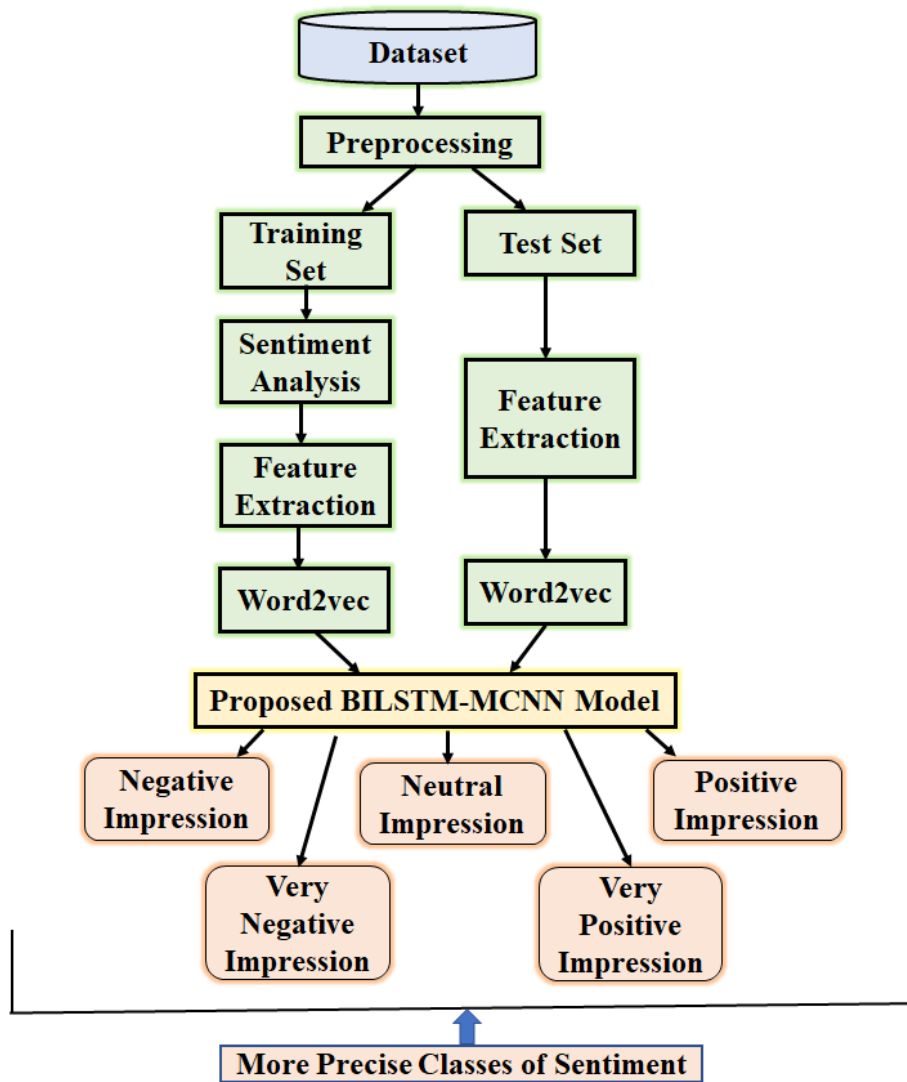 Dataset
Preprocessing
Training
Set
Test Set
Sentiment
Analysis
Feature
Extraction
Feature
Extraction
Word2vec
Word2vec
Proposed BILSTM-MCNN Model
Negative
Impression
Neutral
Impression
Positive
Impression
Very
Negative
Impression
Very
Positive
Impression
More Precise Classes of Sentiment